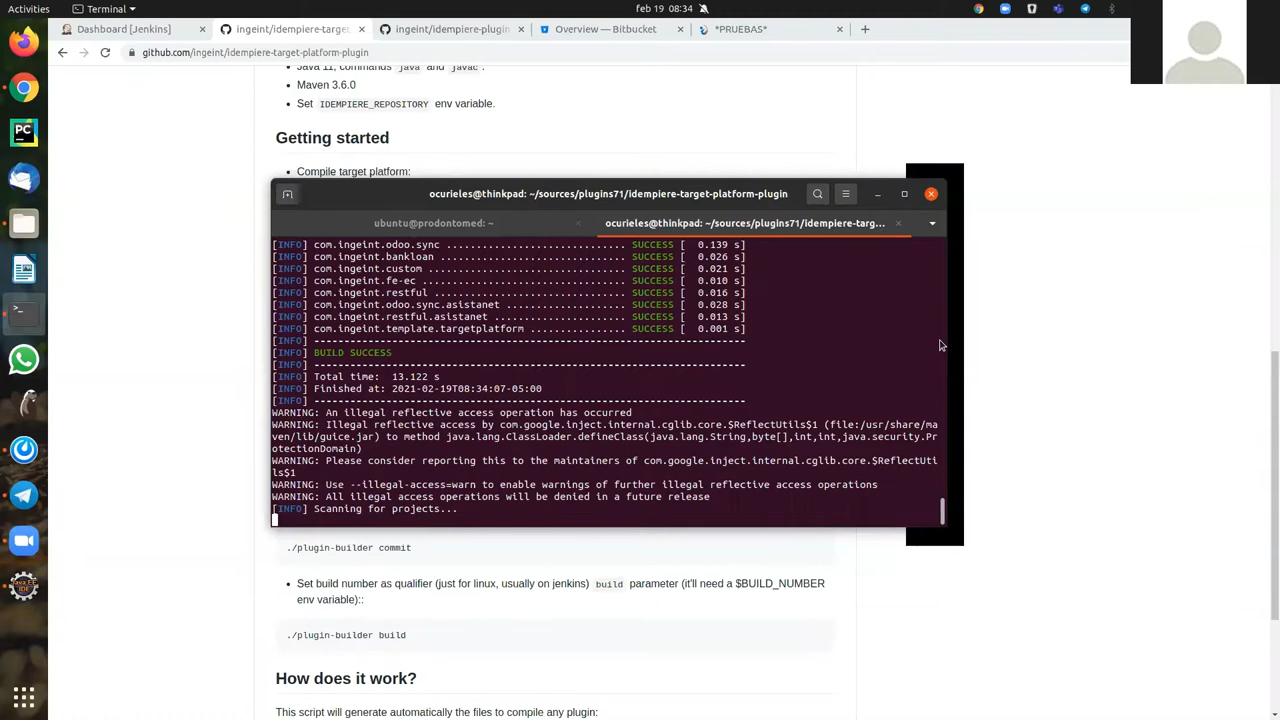 Activities
Terminal
feb 19 08:34
Dashboard [Jenkins]
ingeint/idempiere-target-
ingeint/idempiere-plugin
Overview — Bitbucket
*PRUEBAS*
github.com/ingeint/idempiere-target-platform-plugin
Java 11, commands java and javac.
Maven 3.6.0
Set IDEMPIERE_REPOSITORY env variable.
Getting started
Compile target platform:
ocurieles@thinkpad: ~/sources/plugins71/idempiere-target-platform-plugin
ubuntu@prodontomed: ~
ocurieles@thinkpad: ~/sources/plugins71/idempiere-targ...
[INFO] com.ingeint.odoo.sync .............................. SUCCESS [  0.139 s]
[INFO] com.ingeint.bankloan ............................... SUCCESS [  0.026 s]
[INFO] com.ingeint.custom ................................. SUCCESS [  0.021 s]
[INFO] com.ingeint.fe-ec .................................. SUCCESS [  0.010 s]
[INFO] com.ingeint.restful ................................ SUCCESS [  0.016 s]
[INFO] com.ingeint.odoo.sync.asistanet .................... SUCCESS [  0.028 s]
[INFO] com.ingeint.restful.asistanet ...................... SUCCESS [  0.013 s]
[INFO] com.ingeint.template.targetplatform ................ SUCCESS [  0.001 s]
[INFO] ------------------------------------------------------------------------
[INFO] BUILD SUCCESS
[INFO] ------------------------------------------------------------------------
[INFO] Total time:  13.122 s
[INFO] Finished at: 2021-02-19T08:34:07-05:00
[INFO] ------------------------------------------------------------------------
WARNING: An illegal reflective access operation has occurred
WARNING: Illegal reflective access by com.google.inject.internal.cglib.core.$ReflectUtils$1 (file:/usr/share/ma
ven/lib/guice.jar) to method java.lang.ClassLoader.defineClass(java.lang.String,byte[],int,int,java.security.Pr
otectionDomain)
WARNING: Please consider reporting this to the maintainers of com.google.inject.internal.cglib.core.$ReflectUti
ls$1
WARNING: Use --illegal-access=warn to enable warnings of further illegal reflective access operations
WARNING: All illegal access operations will be denied in a future release
[INFO] Scanning for projects...
./plugin-builder commit
Set build number as qualifier (just for linux, usually on jenkins) build parameter (it'll need a $BUILD_NUMBER
env variable)::
./plugin-builder build
How does it work?
This script will generate automatically the files to compile any plugin: